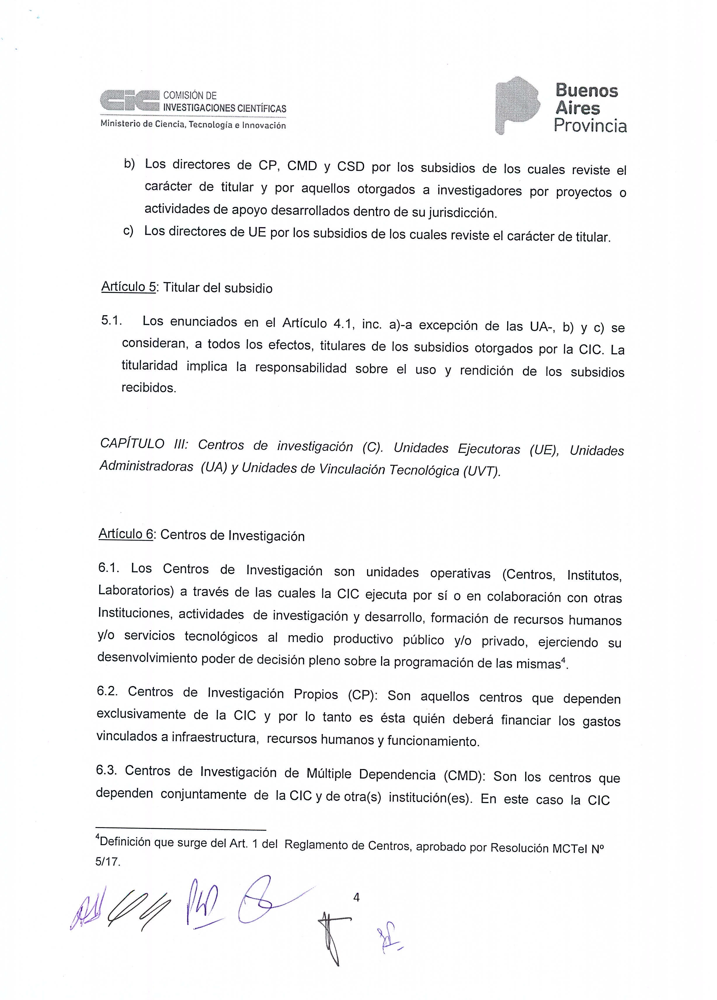 CIC COMISIÓN DE
INVESTIGACIONES CIENTÍFICAS
Ministerio de Ciencia, Tecnología e Innovación
Buenos
Aires
Provincia
b) Los directores de CP, CMD y CSD por los subsidios de los cuales reviste el
carácter de titular y por aquellos otorgados a investigadores por proyectos o
actividades de apoyo desarrollados dentro de su jurisdicción.
c) Los directores de UE por los subsidios de los cuales reviste el carácter de titular.
Artículo 5: Titular del subsidio
5.1. Los enunciados en el Artículo 4.1, inc. a)-a excepción de las UA-, b) y c) se
consideran, a todos los efectos, titulares de los subsidios otorgados por la CIC. La
titularidad implica la responsabilidad sobre el uso y rendición de los subsidios
recibidos.
CAPÍTULO III: Centros de investigación (C). Unidades Ejecutoras (UE), Unidades
Administradoras (UA) y Unidades de Vinculación Tecnológica (UVT).
Artículo 6: Centros de Investigación
6.1. Los Centros de Investigación son unidades operativas (Centros, Institutos,
Laboratorios) a través de las cuales la CIC ejecuta por sí o en colaboración con otras
Instituciones, actividades de investigación y desarrollo, formación de recursos humanos
y/o servicios tecnológicos al medio productivo público y/o privado, ejerciendo su
desenvolvimiento poder de decisión pleno sobre la programación de las mismas⁴.
6.2. Centros de Investigación Propios (CP): Son aquellos centros que dependen
exclusivamente de la CIC y por lo tanto es ésta quién deberá financiar los gastos
vinculados a infraestructura, recursos humanos y funcionamiento.
6.3. Centros de Investigación de Múltiple Dependencia (CMD): Son los centros que
dependen conjuntamente de la CIC y de otra(s) institución(es). En este caso la CIC
⁴Definición que surge del Art. 1 del Reglamento de Centros, aprobado por Resolución MCTeI Nº
5/17.
4